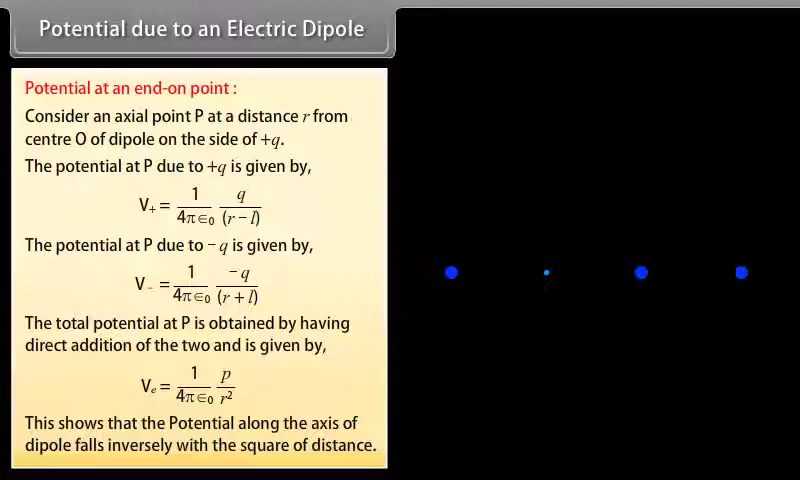 Potential due to an Electric Dipole
Potential at an end-on point :
Consider an axial point P at a distance r from
centre O of dipole on the side of +q.
The potential at P due to +q is given by,
V₊ = 1/4π∈₀ q/(r − l)
The potential at P due to − q is given by,
V₋ = 1/4π∈₀ − q/(r + l)
The total potential at P is obtained by having
direct addition of the two and is given by,
Vₑ = 1/4π∈₀ p/r²
This shows that the Potential along the axis of
dipole falls inversely with the square of distance.